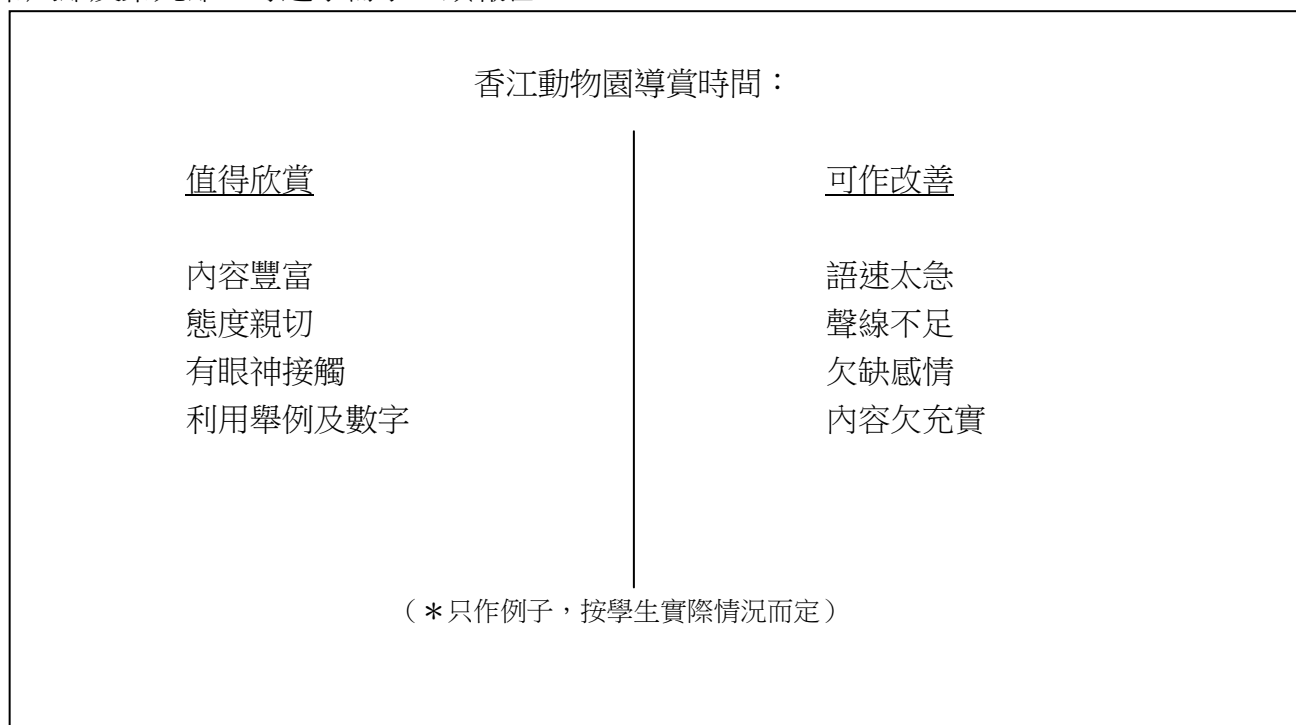 香江動物園導賞時間：
值得欣賞
內容豐富
態度親切
有眼神接觸
利用舉例及數字
可作改善
語速太急
聲線不足
欠缺感情
內容欠充實
（＊只作例子，按學生實際情況而定）